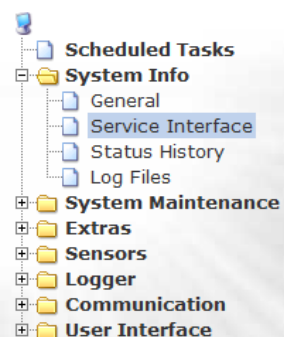 Scheduled Tasks
System Info
General
Service Interface
Status History
Log Files
System Maintenance
Extras
Sensors
Logger
Communication
User Interface